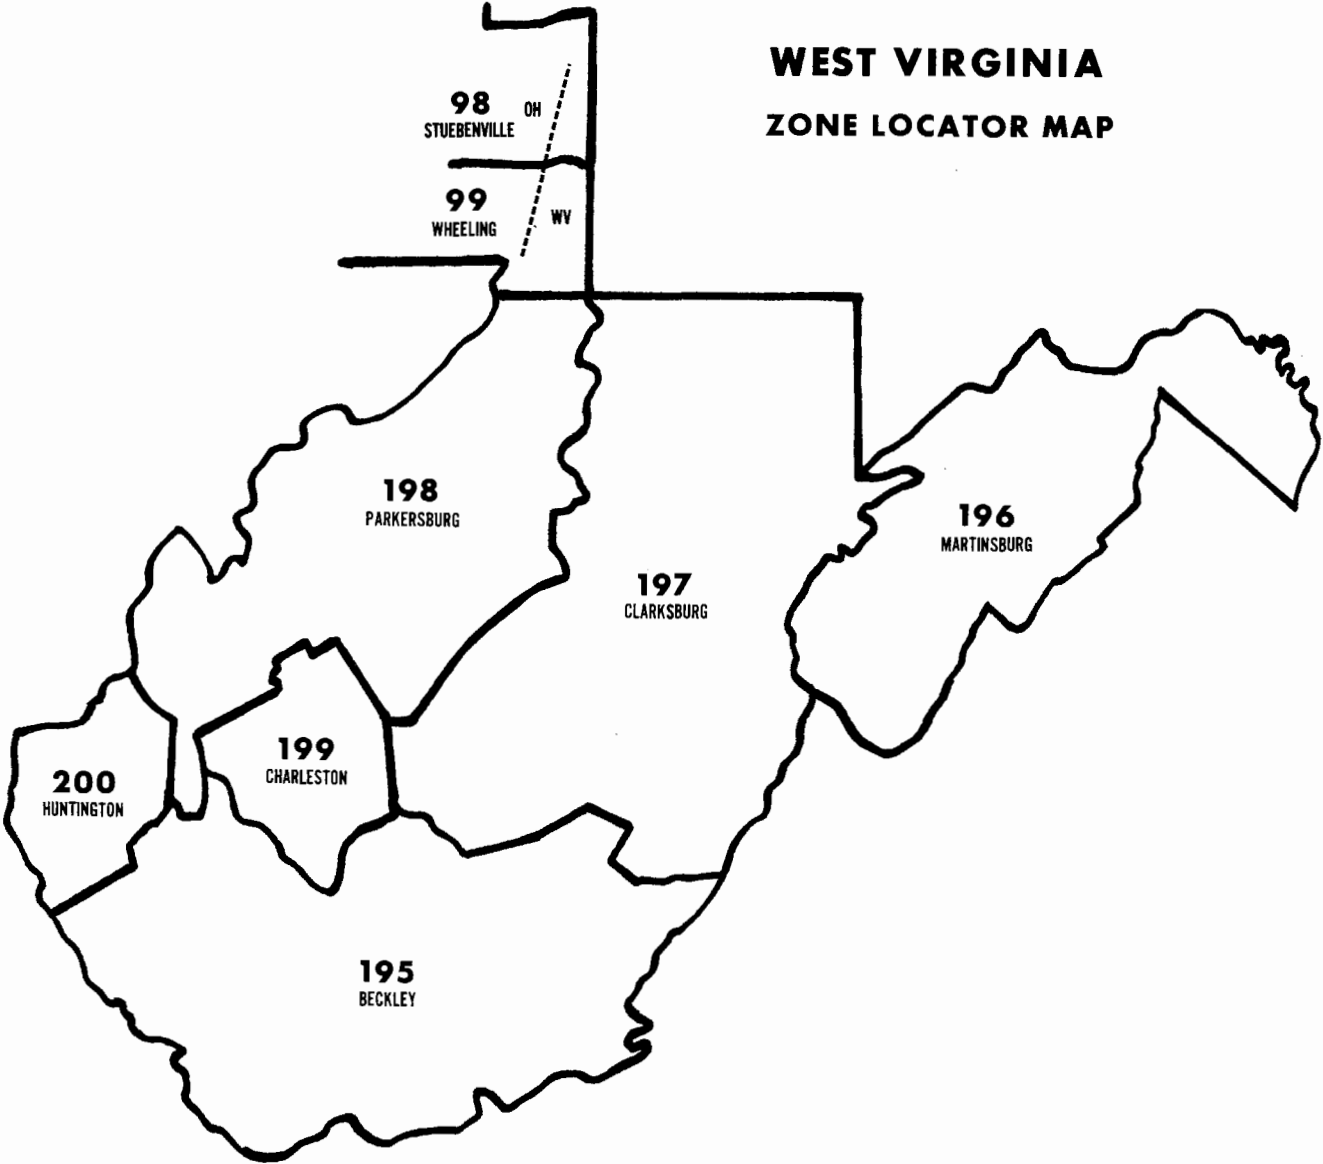 WEST VIRGINIA
ZONE LOCATOR MAP
98 OH
STUEBENVILLE
99
WHEELING
WV
198
PARKERSBURG
196
MARTINSBURG
197
CLARKSBURG
199
CHARLESTON
200
HUNTINGTON
195
BECKLEY